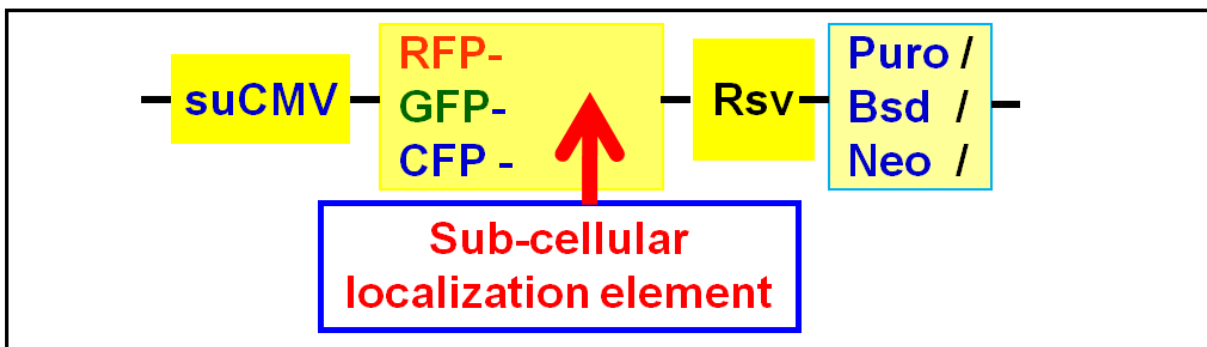 suCMV
RFP-
GFP-
CFP -
Rsv
Puro /
Bsd /
Neo /
Sub-cellular
localization element